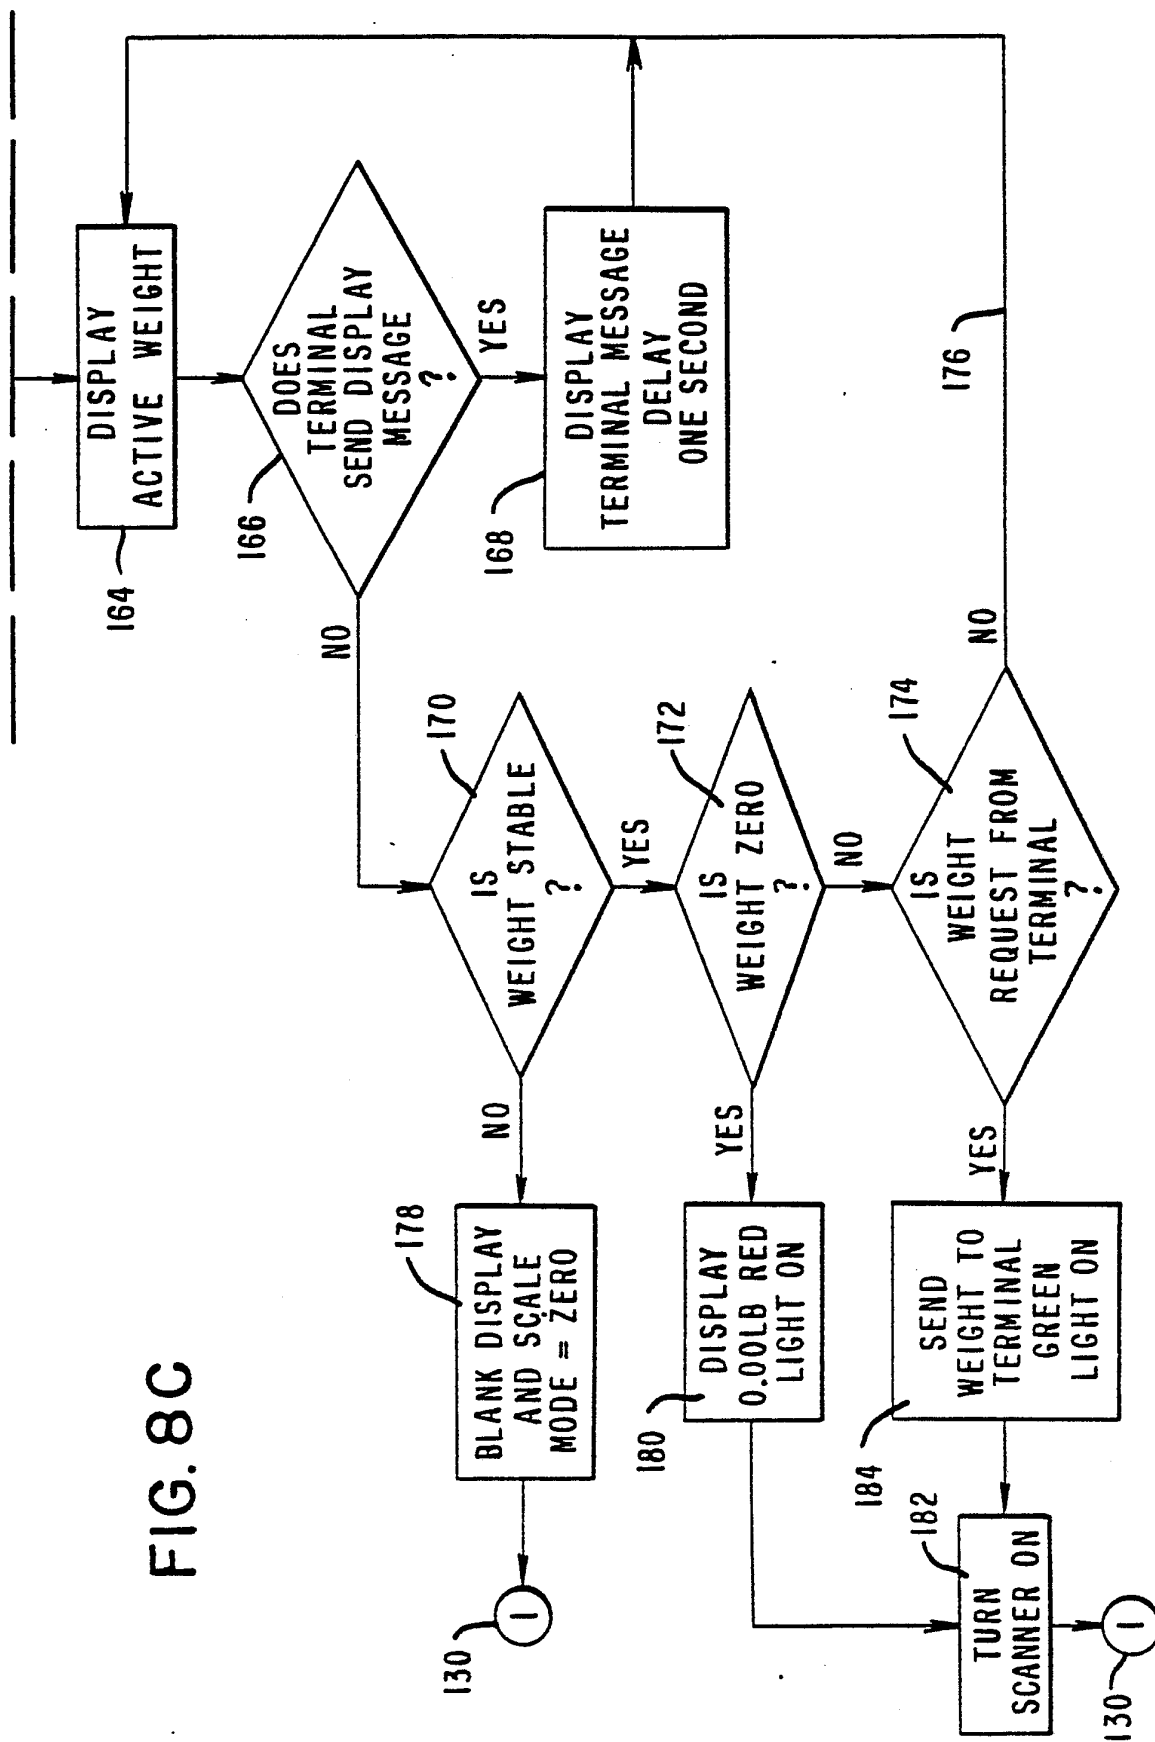 FIG. 8C
DISPLAY
ACTIVE WEIGHT
164
DOES
TERMINAL
SEND DISPLAY
MESSAGE
?
166
YES
NO
DISPLAY
TERMINAL MESSAGE
DELAY
ONE SECOND
168
IS
WEIGHT STABLE
?
170
NO
YES
BLANK DISPLAY
AND SCALE
MODE = ZERO
178
1
130
IS
WEIGHT ZERO
?
172
YES
NO
DISPLAY
0.00LB RED
LIGHT ON
180
IS
WEIGHT
REQUEST FROM
TERMINAL
?
174
NO
176
YES
SEND
WEIGHT TO
TERMINAL
GREEN
LIGHT ON
184
TURN
SCANNER ON
182
1
130